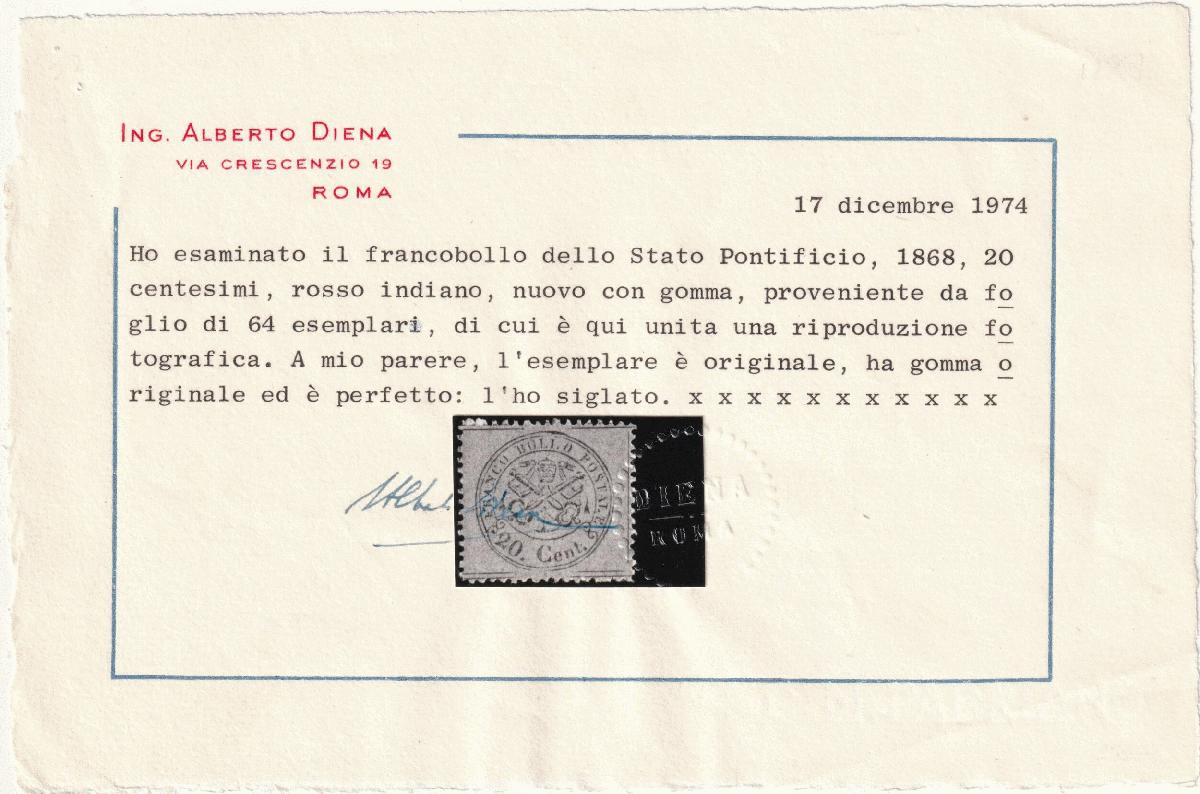 ING. ALBERTO DIENA
VIA CRESCENZIO 19
ROMA
17 dicembre 1974
Ho esaminato il francobollo dello Stato Pontificio, 1868, 20
centesimi, rosso indiano, nuovo con gomma, proveniente da fo
glio di 64 esemplari, di cui è qui unita una riproduzione fo
tografica. A mio parere, l'esemplare è originale, ha gomma o
riginale ed è perfetto: l'ho siglato. x x x x x x x x x x x
FRANCO BOLLO POSTALE
20. Cent.
DIE
ROM